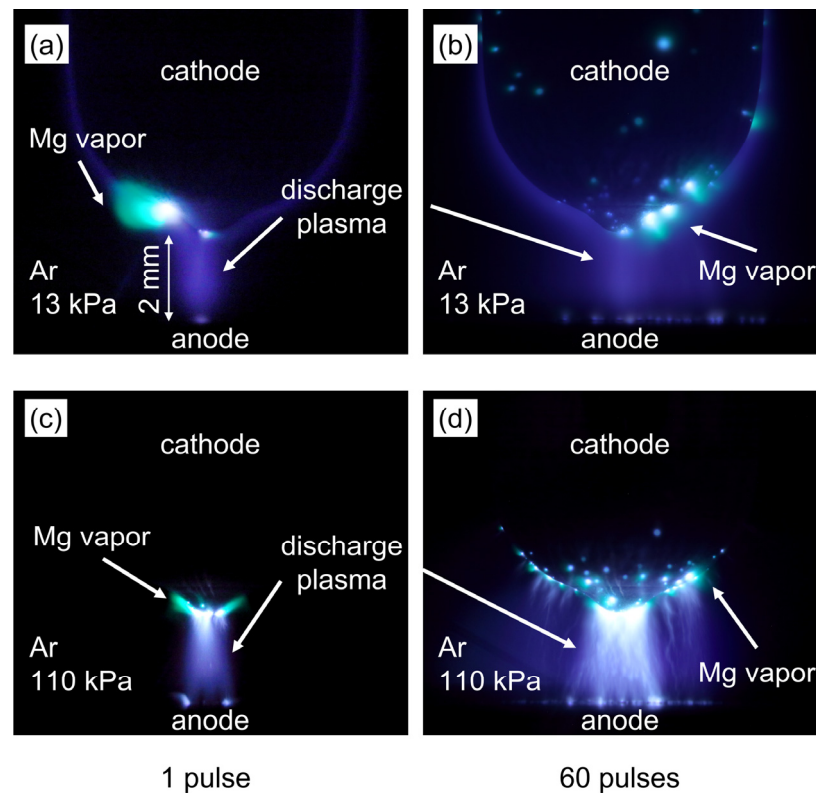 (a)
cathode
Mg vapor
discharge
plasma
Ar
13 kPa
2 mm
anode
(b)
cathode
Mg vapor
Ar
13 kPa
anode
(c)
cathode
Mg vapor
discharge
plasma
Ar
110 kPa
anode
(d)
cathode
Ar
110 kPa
Mg vapor
anode
1 pulse
60 pulses